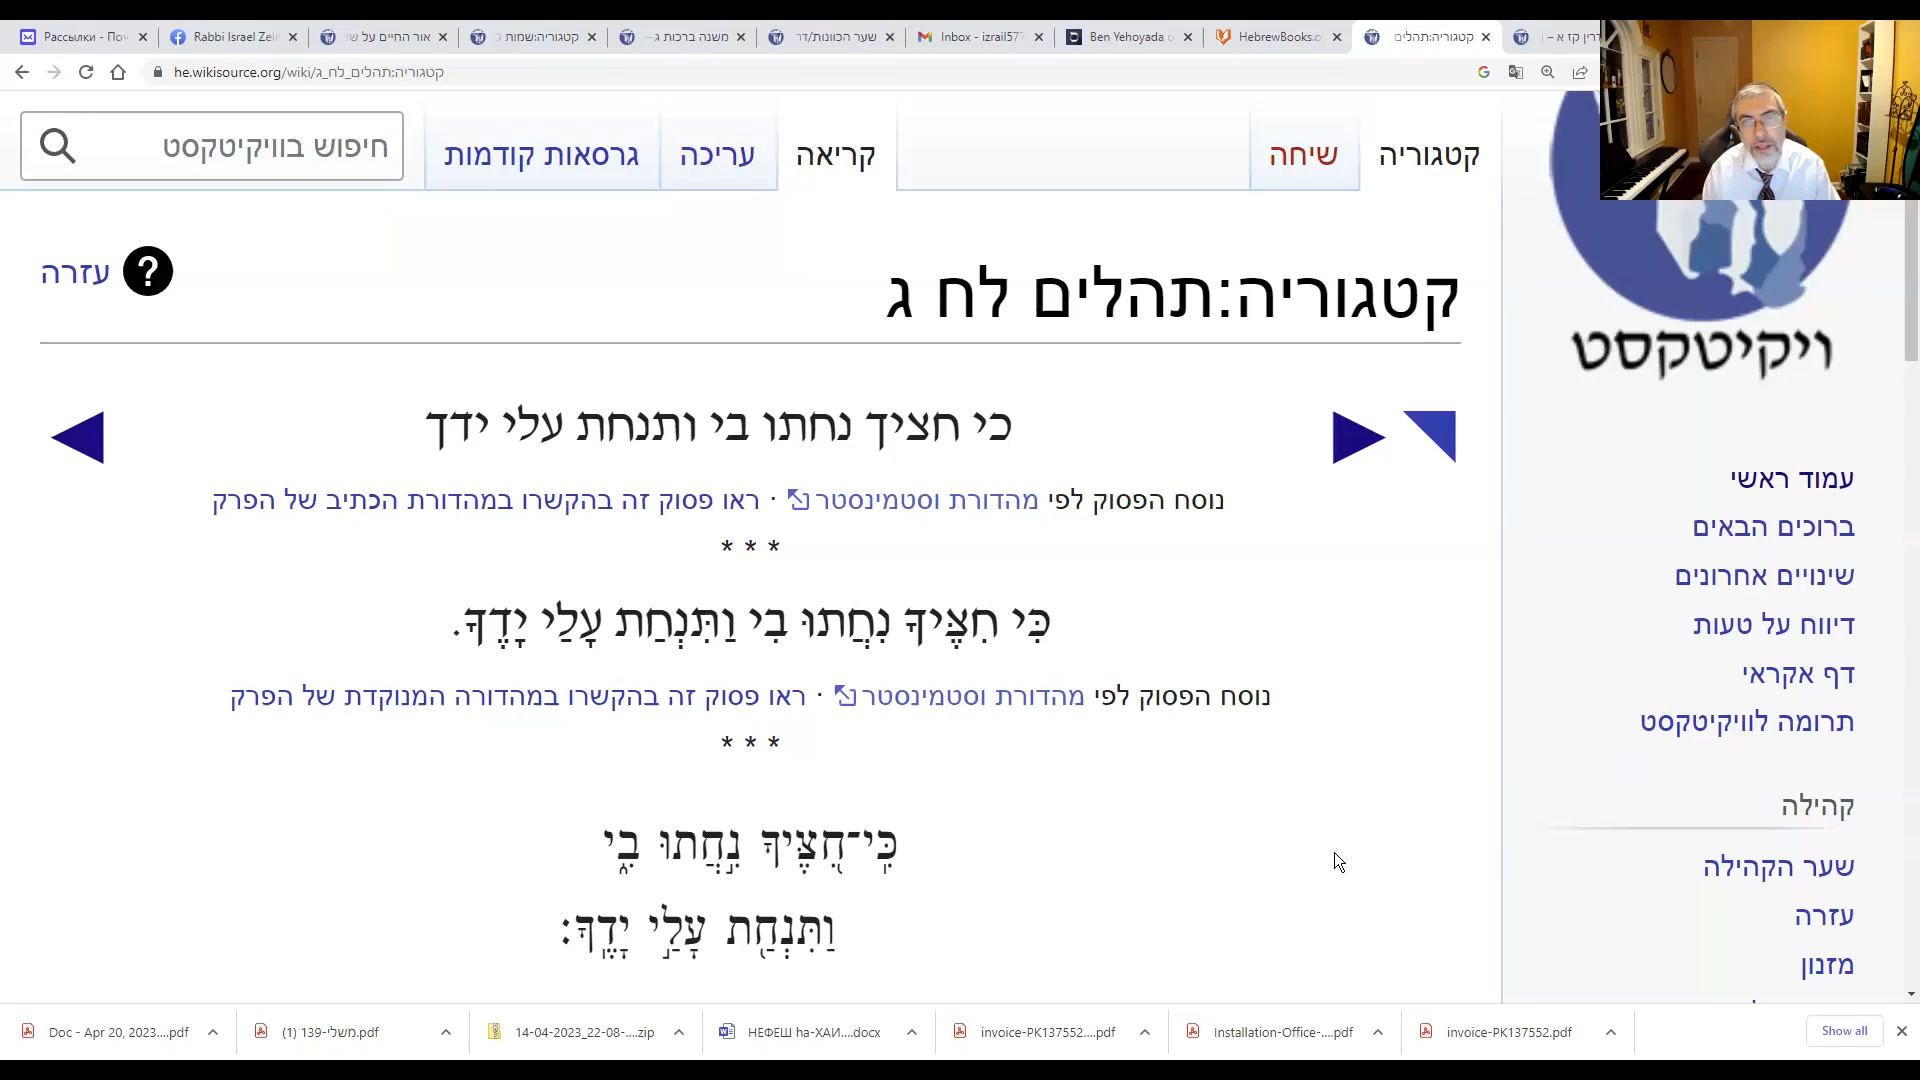 Рассылки - По
Rabbi Israel Zel
אור החיים על ש
קטגוריה:שמות כ
משנה ברכות ג –
שער הכוונות/דר
Inbox - izrail577
Ben Yehoyada o
HebrewBooks.o
קטגוריה:תהלים
דרין קז א – ו
he.wikisource.org/wiki/קטגוריה:תהלים_לח_ג
קטגוריה
שיחה
קריאה
עריכה
גרסאות קודמות
חיפוש בוויקיטקסט
ויקיטקסט
עזרה
קטגוריה:תהלים לח ג
כי חציך נחתו בי ותנחת עלי ידך
נוסח הפסוק לפי מהדורת וסטמינסטר · ראו פסוק זה בהקשרו במהדורת הכתיב של הפרק
* * *
כִּי חִצֶּיךָ נִחֲתוּ בִי וַתִּנְחַת עָלַי יָדֶךָ.
נוסח הפסוק לפי מהדורת וסטמינסטר · ראו פסוק זה בהקשרו במהדורה המנוקדת של הפרק
* * *
כִּֽי־חִ֭צֶּיךָ נִ֣חֲתוּ בִ֑י
וַתִּנְחַ֖ת עָלַ֣י יָדֶֽךָ׃
עמוד ראשי
ברוכים הבאים
שינויים אחרונים
דיווח על טעות
דף אקראי
תרומה לוויקיטקסט
קהילה
שער הקהילה
עזרה
מזנון
Doc - Apr 20, 2023....pdf
משלי-139 (1).pdf
14-04-2023_22-08-....zip
НЕФЕШ hа-ХАИ....docx
invoice-PK137552....pdf
Installation-Office-....pdf
invoice-PK137552.pdf
Show all